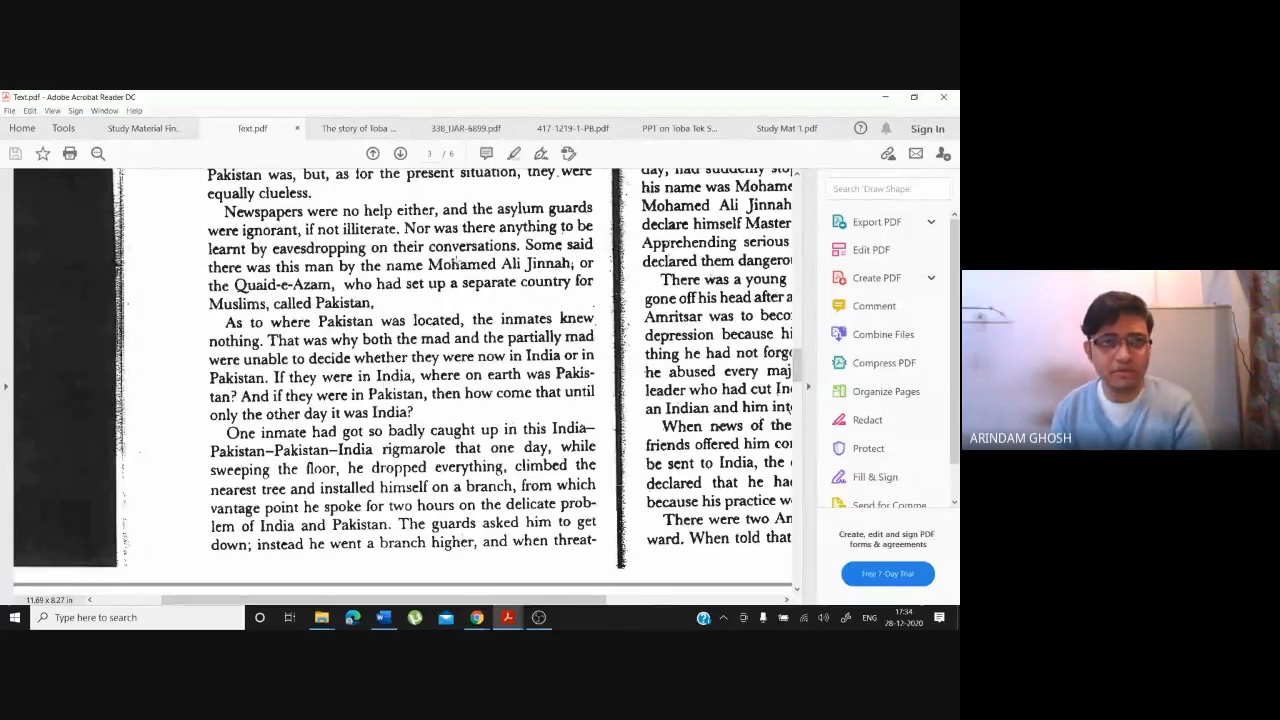 Text.pdf - Adobe Acrobat Reader DC
File Edit View Sign Window Help
Home Tools Study Material Fin... Text.pdf × The story of Toba ... 338_IJAR-6899.pdf 417-1219-1-PB.pdf PPT on Toba Tek S... Study Mat 1.pdf Sign In
3 / 6
Pakistan was, but, as for the present situation, they were
equally clueless.
Newspapers were no help either, and the asylum guards
were ignorant, if not illiterate. Nor was there anything to be
learnt by eavesdropping on their conversations. Some said
there was this man by the name Mohamed Ali Jinnah, or
the Quaid-e-Azam, who had set up a separate country for
Muslims, called Pakistan,
As to where Pakistan was located, the inmates knew
nothing. That was why both the mad and the partially mad
were unable to decide whether they were now in India or in
Pakistan. If they were in India, where on earth was Pakis-
tan? And if they were in Pakistan, then how come that until
only the other day it was India?
One inmate had got so badly caught up in this India–
Pakistan–Pakistan–India rigmarole that one day, while
sweeping the floor, he dropped everything, climbed the
nearest tree and installed himself on a branch, from which
vantage point he spoke for two hours on the delicate prob-
lem of India and Pakistan. The guards asked him to get
down; instead he went a branch higher, and when threat-
day, had suddenly
his name was Mohame
Mohamed Ali Jinnah
declare himself Master
Apprehending serious
declared them dangero
There was a young
gone off his head after a
Amritsar was to beco
depression because hi
thing he had not forg
he abused every maj
leader who had cut In
an Indian and him int
When news of the
friends offered him co
be sent to India, the
declared that he ha
because his practice w
There were two An
ward. When told that
Search 'Draw Shape'
Export PDF
Edit PDF
Create PDF
Comment
Combine Files
Compress PDF
Organize Pages
Redact
Protect
Fill & Sign
Send for Comme
Create, edit and sign PDF
forms & agreements
Free 7-Day Trial
11.69 x 8.27 in
Type here to search
ENG
17:34
28-12-2020
ARINDAM GHOSH